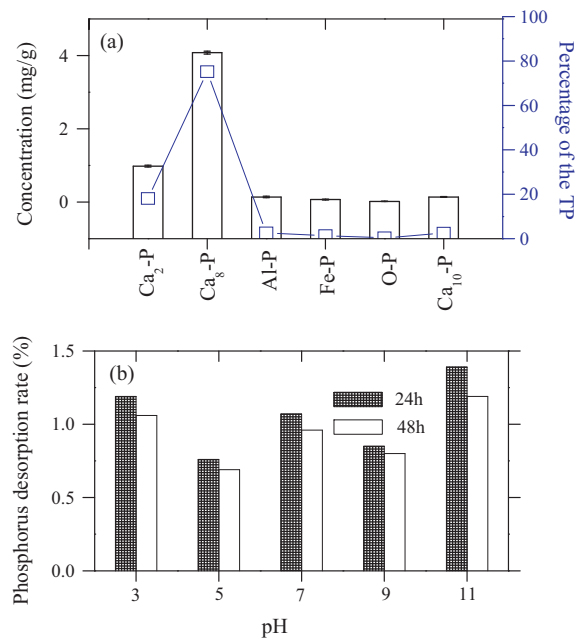 (a)
Concentration (mg/g)
4
2
0
Percentage of the TP
100
80
60
40
20
0
Ca₂-P
Ca₈-P
Al-P
Fe-P
O-P
Ca₁₀-P
(b)
Phosphorus desorption rate (%)
1.5
1.0
0.5
0.0
24h
48h
3 5 7 9 11
pH